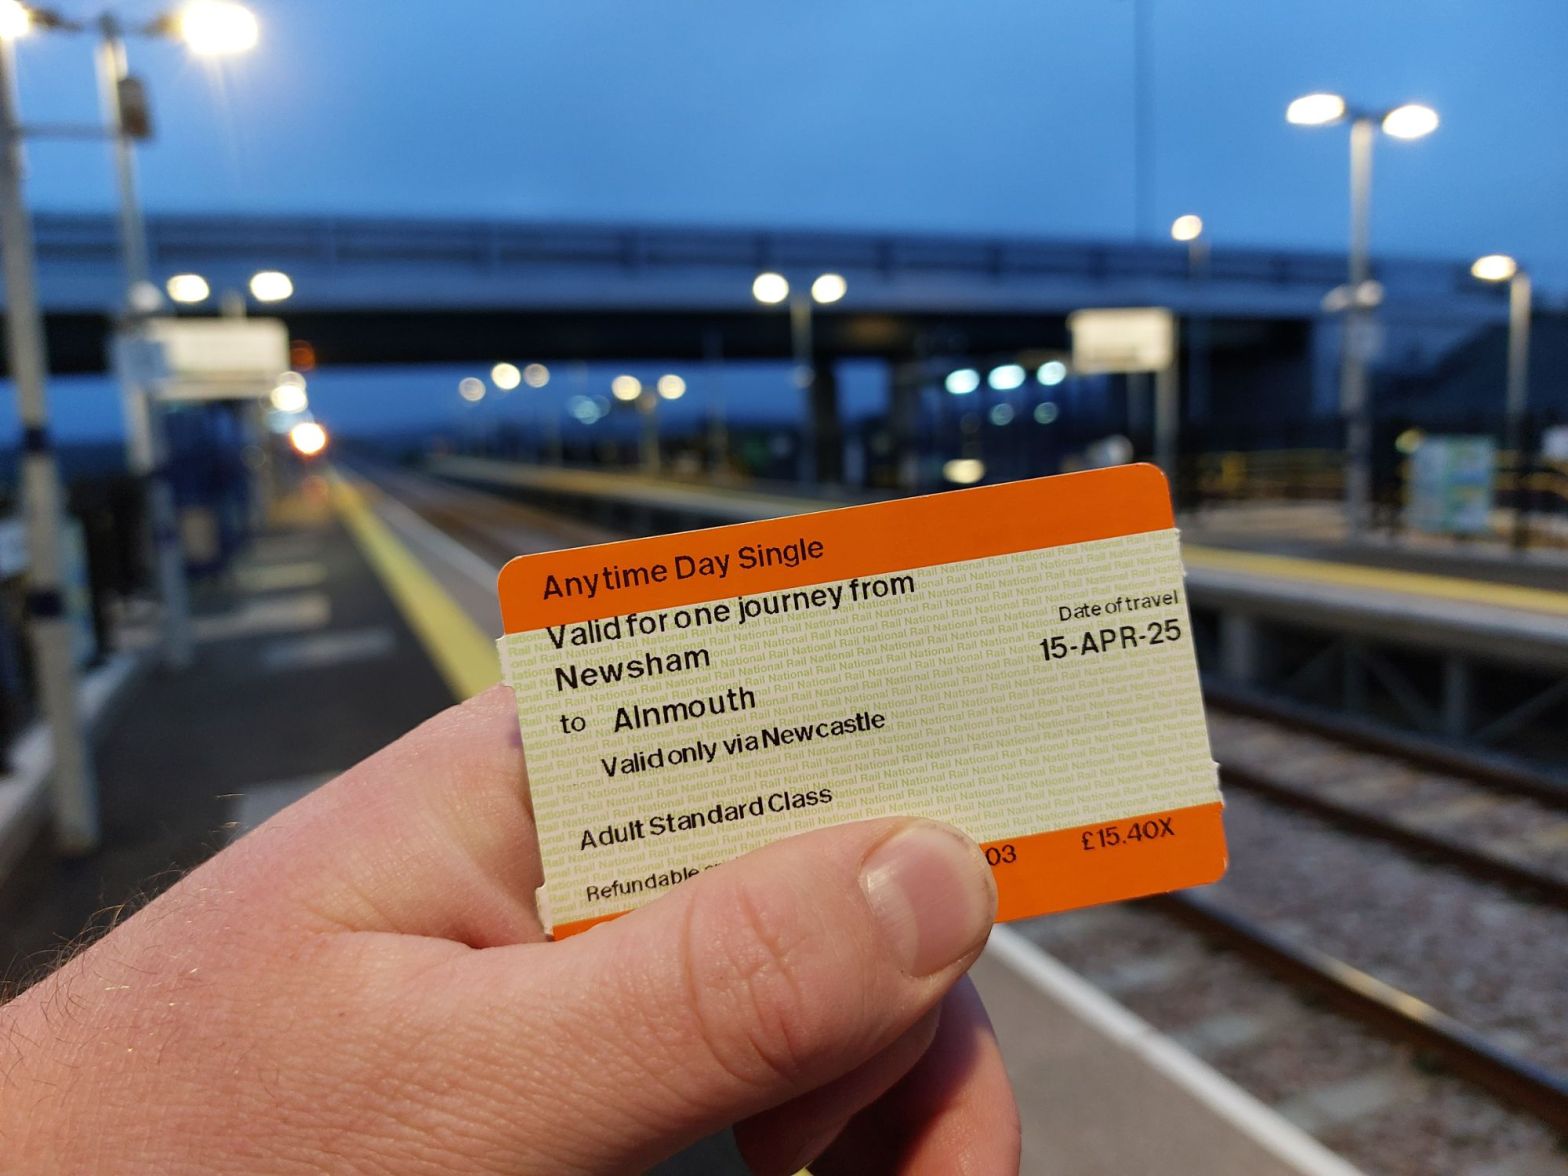 Anytime Day Single
Valid for one journey from
Newsham
to Alnmouth
Valid only via Newcastle
Date of travel
15-APR-25
Adult Standard Class
Refundable
03
£15.40X